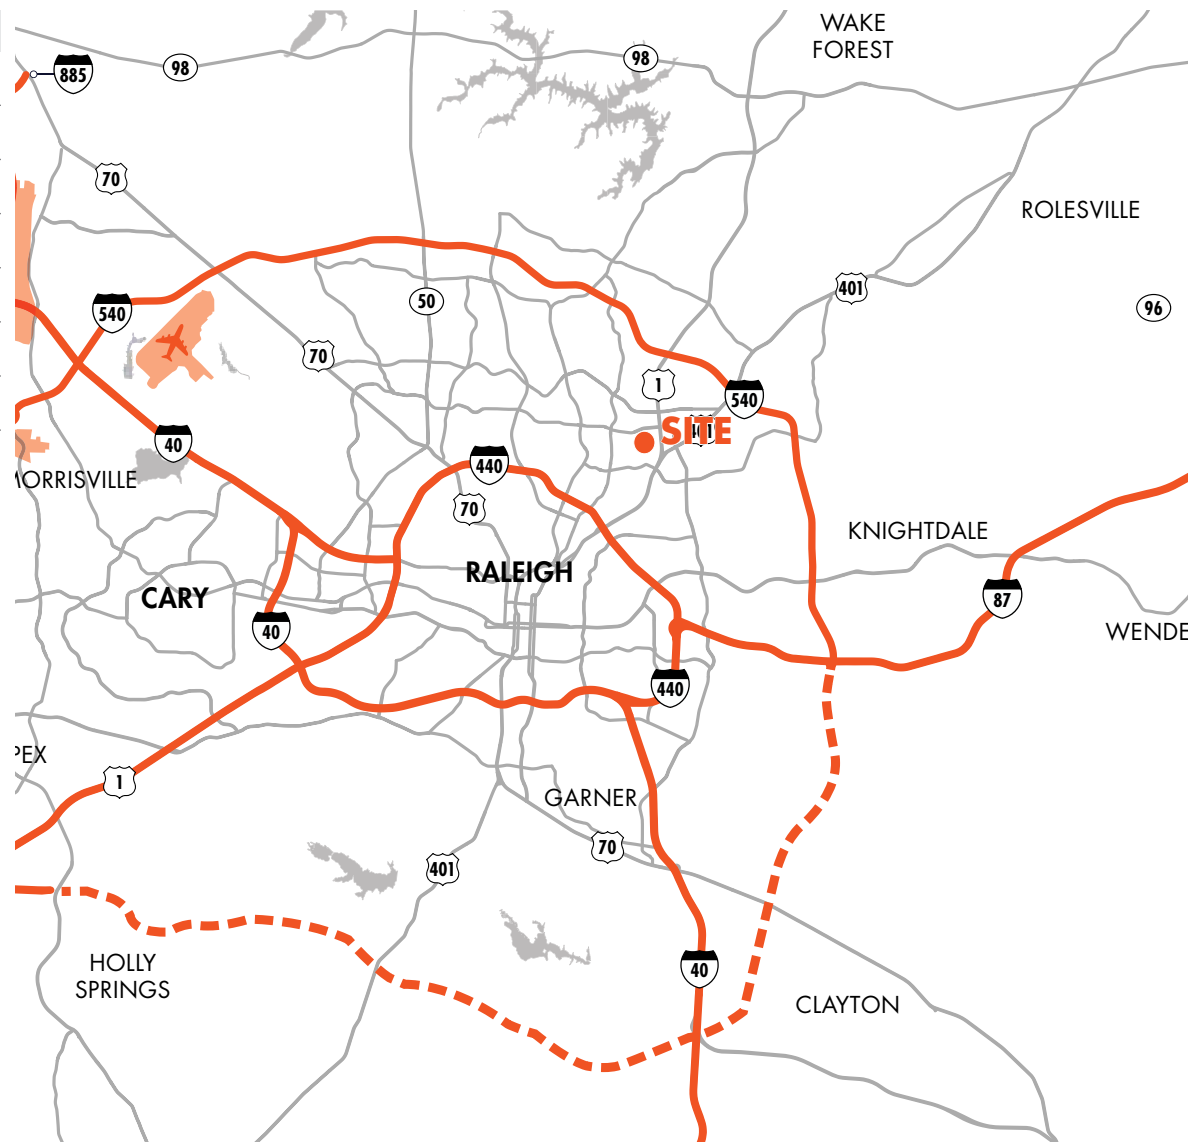 WAKE
FOREST
98
98
885
70
ROLESVILLE
401
96
540
50
70
1
540
SITE
401
40
440
MORRISVILLE
70
KNIGHTDALE
RALEIGH
CARY
87
40
WENDE
440
PEX
1
GARNER
70
401
HOLLY
SPRINGS
40
CLAYTON